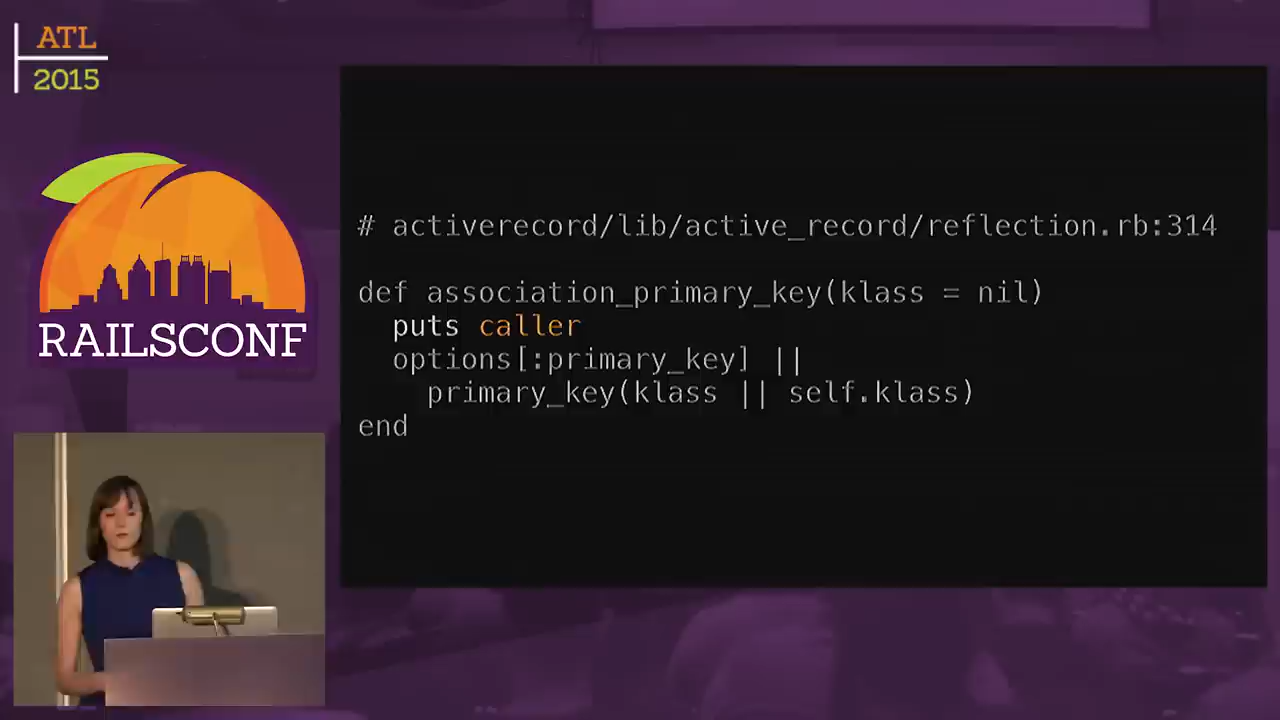 ATL
2015
RAILSCONF
# activerecord/lib/active_record/reflection.rb:314
def association_primary_key(klass = nil)
  puts caller
  options[:primary_key] ||
    primary_key(klass || self.klass)
end